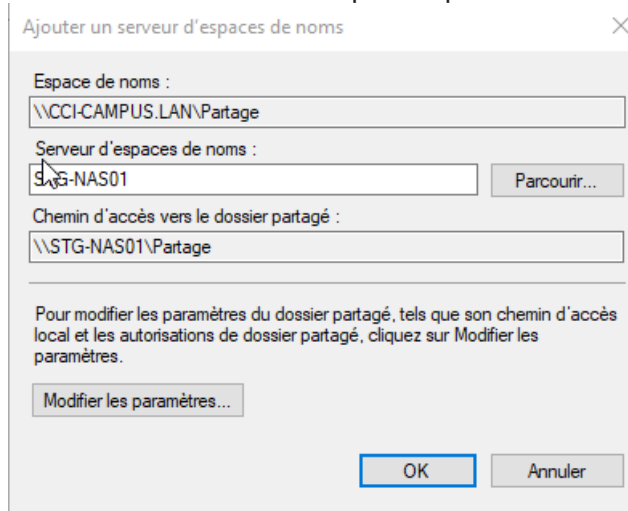 Ajouter un serveur d'espaces de noms
Espace de noms :
\\CCI-CAMPUS.LAN\Partage
Serveur d'espaces de noms :
STG-NAS01
Parcourir...
Chemin d'accès vers le dossier partagé :
\\STG-NAS01\Partage
Pour modifier les paramètres du dossier partagé, tels que son chemin d'accès
local et les autorisations de dossier partagé, cliquez sur Modifier les
paramètres.
Modifier les paramètres...
OK
Annuler